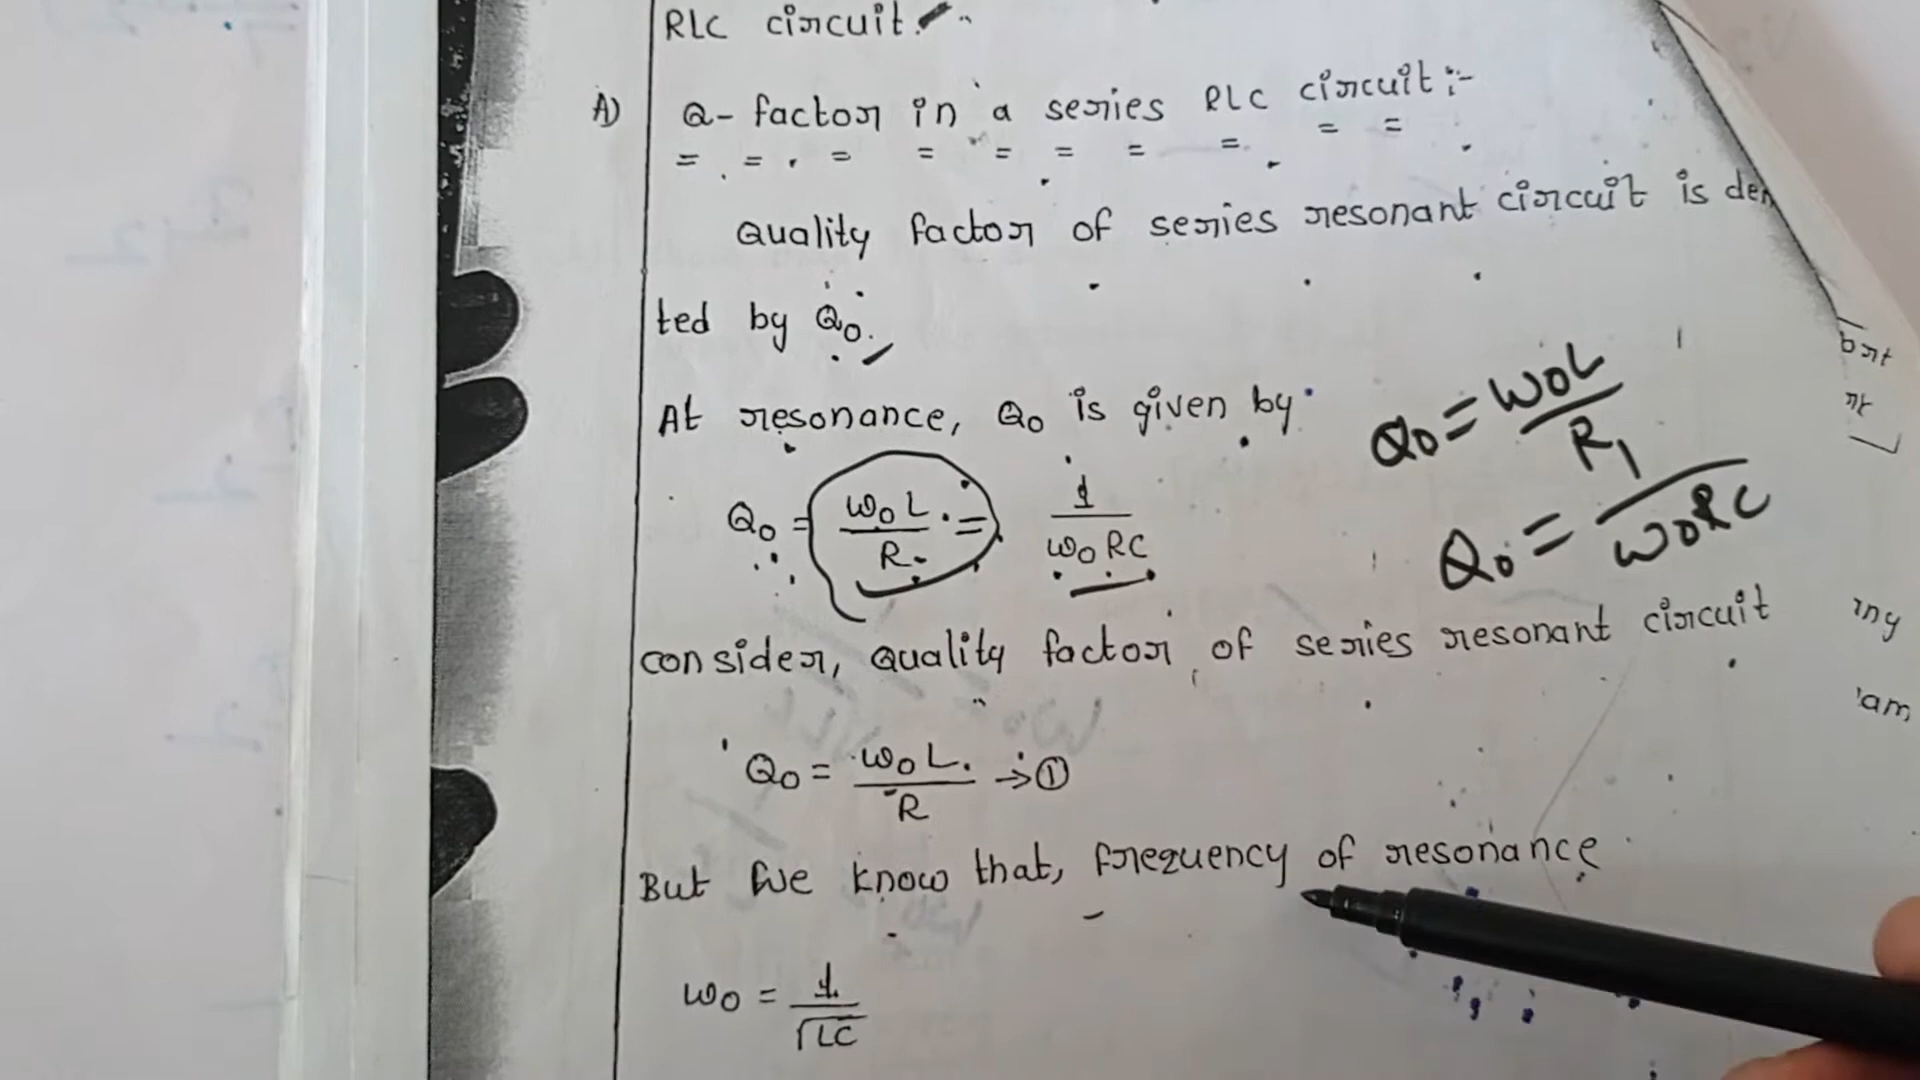 RLC circuit.
A) Q-factor in a series RLC circuit :-
Quality factor of series resonant circuit is den
ted by Q₀.
At resonance, Q₀ is given by
Q₀ = ω₀L / R = 1 / ω₀RC
Q₀ = ω₀L / R
Q₀ = 1 / ω₀RC
consider, quality factor of series resonant circuit
Q₀ = ω₀L / R → ①
But we know that, frequency of resonance
ω₀ = 1 / √LC